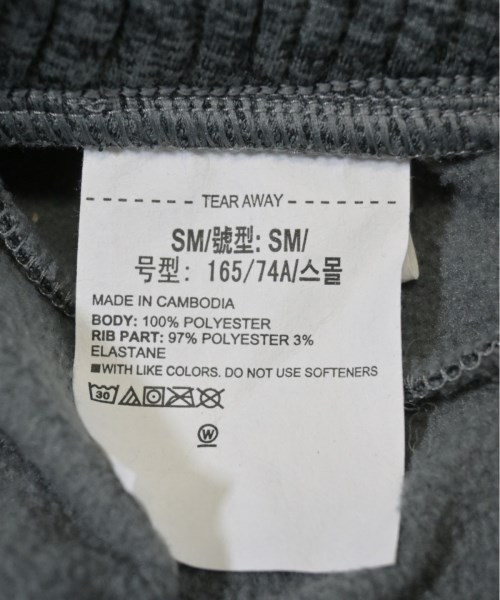 TEAR AWAY
SM/號型: SM/
号型: 165/74A/스몰
MADE IN CAMBODIA
BODY: 100% POLYESTER
RIB PART: 97% POLYESTER 3%
ELASTANE
■WITH LIKE COLORS. DO NOT USE SOFTENERS
30
W